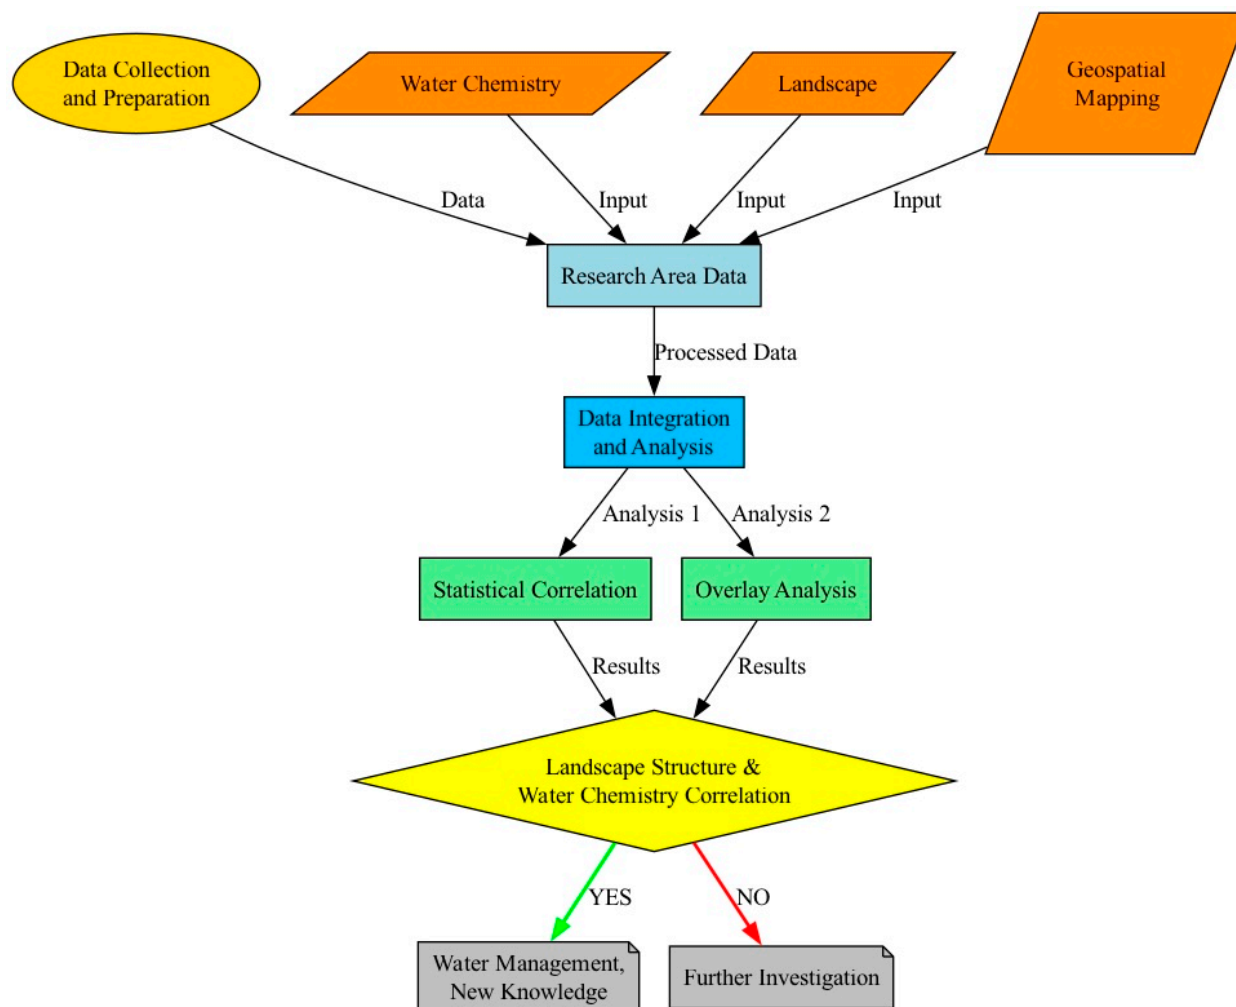 Data Collection
and Preparation
Water Chemistry
Landscape
Geospatial
Mapping
Data
Input
Input
Input
Research Area Data
Processed Data
Data Integration
and Analysis
Analysis 1
Analysis 2
Statistical Correlation
Overlay Analysis
Results
Results
Landscape Structure &
Water Chemistry Correlation
YES
NO
Water Management,
New Knowledge
Further Investigation